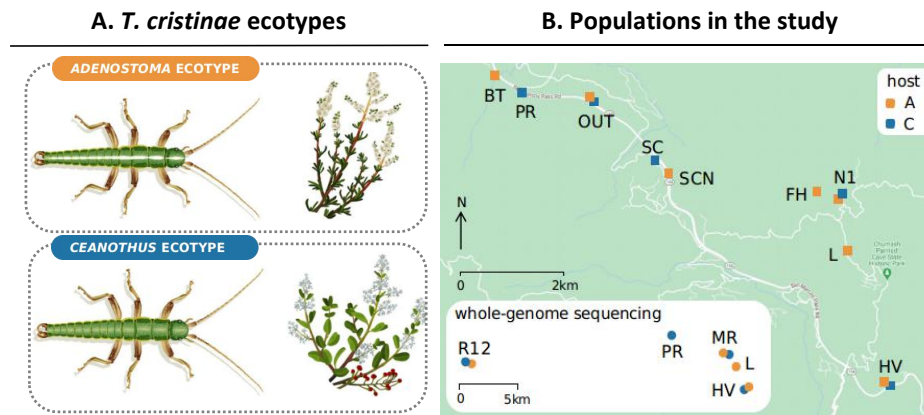 A. T. cristinae ecotypes
B. Populations in the study
ADENOSTOMA ECOTYPE
CEANOTHUS ECOTYPE
host
A
C
BT
PR
OUT
SC
SCN
FH
N1
L
N
0 2km
HV
whole-genome sequencing
R12
PR
MR
L
HV
0 5km